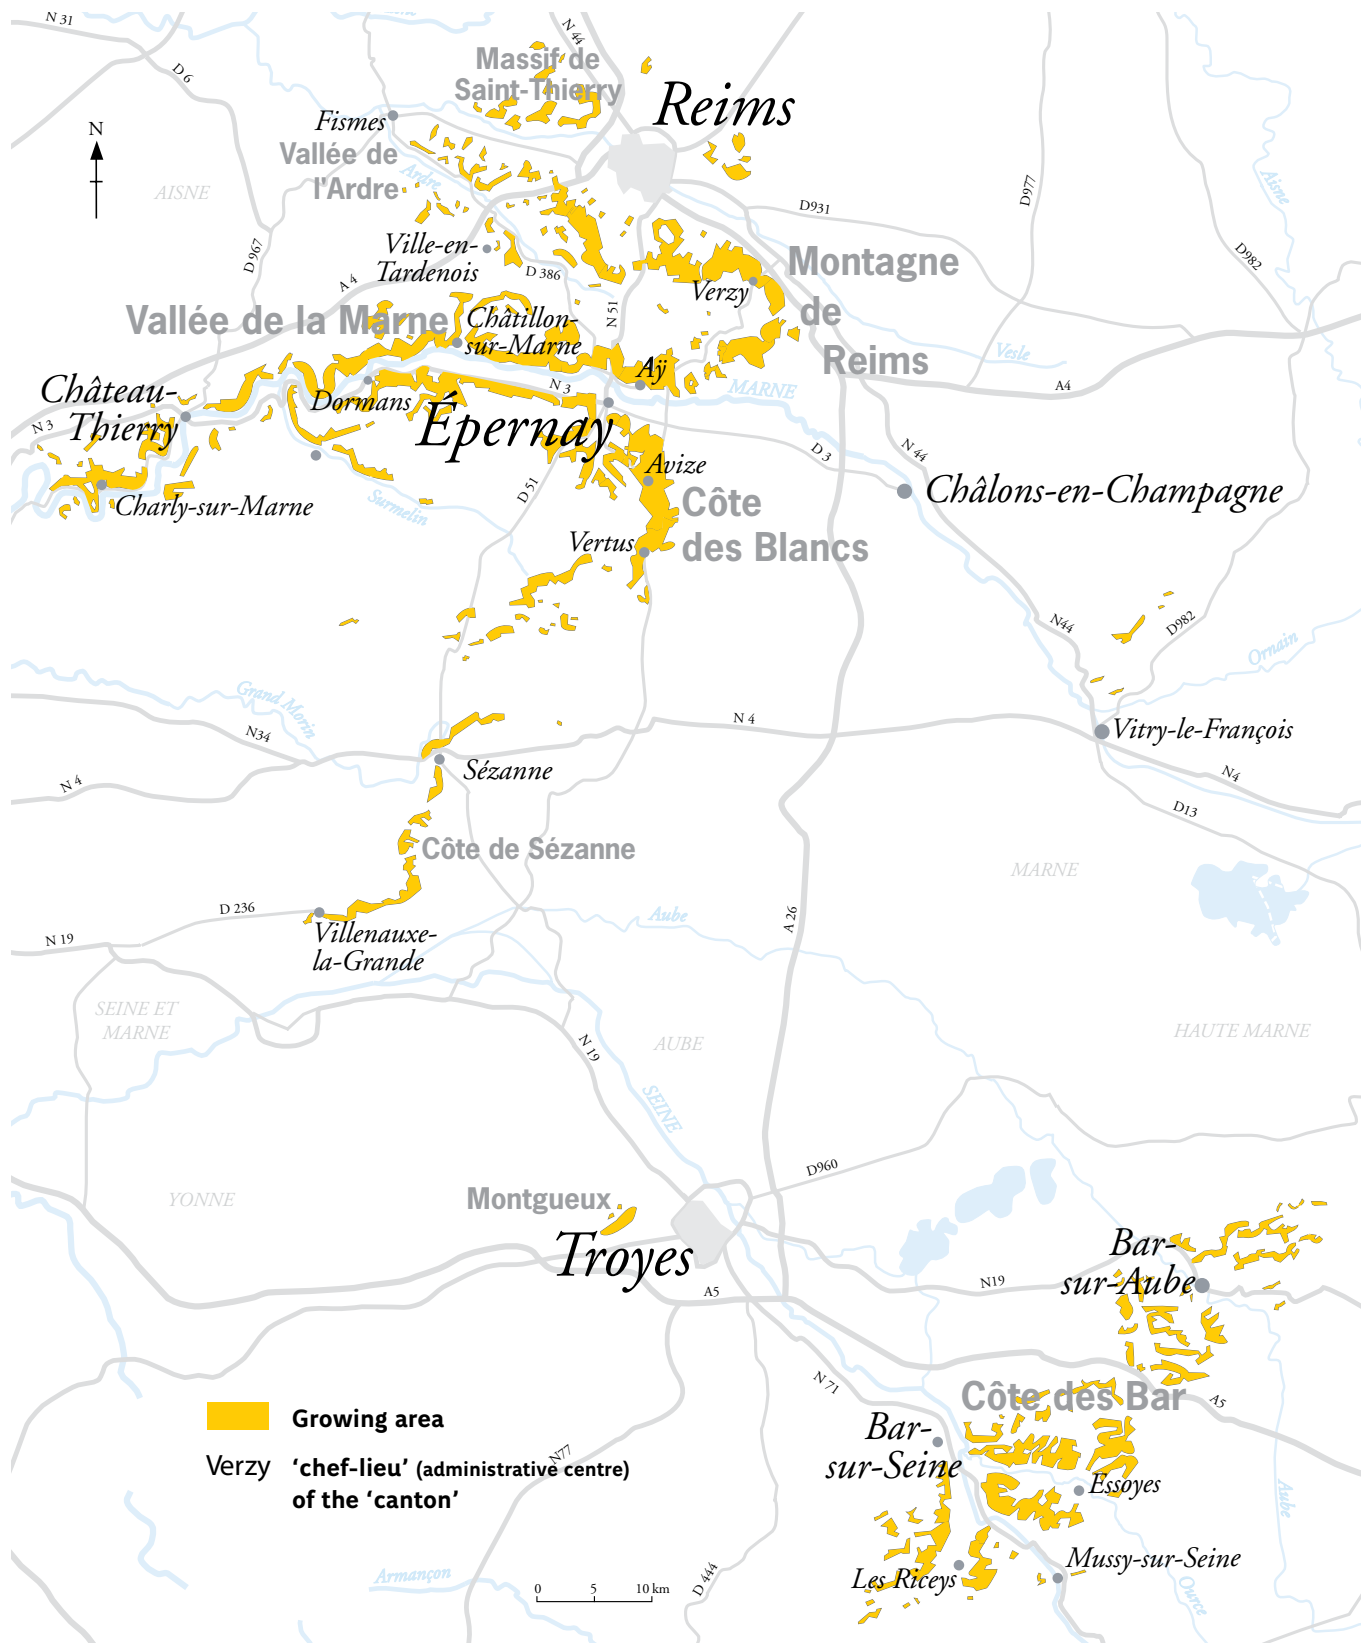 N 31
N 44
D 6
Massif de
Saint-Thierry
Reims
Fismes
N
Vallée de
l'Ardre
Ardre
AISNE
Aisne
D977
D931
D982
D 967
Ville-en-
Tardenois
D 386
A 4
Montagne
de
Reims
Verzy
N 51
Vallée de la Marne
Châtillon-
sur-Marne
Vesle
Aÿ
A4
MARNE
Château-
Thierry
N 3
Dormans
N 3
Épernay
D 3
N 44
Avize
D 51
Charly-sur-Marne
Surmelin
Côte
des Blancs
Châlons-en-Champagne
Vertus
N44
D982
Ornain
Grand Morin
N34
N 4
Vitry-le-François
N 4
Sézanne
N4
D13
Côte de Sézanne
MARNE
D 236
A 26
Aube
N 19
Villenauxe-
la-Grande
SEINE ET
MARNE
N 19
AUBE
HAUTE MARNE
SEINE
D960
YONNE
Montgueux
Troyes
Bar-
sur-Aube
A5
N19
N 71
Côte des Bar
A5
Growing area
Bar-
sur-Seine
Verzy
‘chef-lieu’ (administrative centre)
of the ‘canton’
N77
Essoyes
Aube
Armançon
0 5 10 km
D 444
Les Riceys
Mussy-sur-Seine
Ource